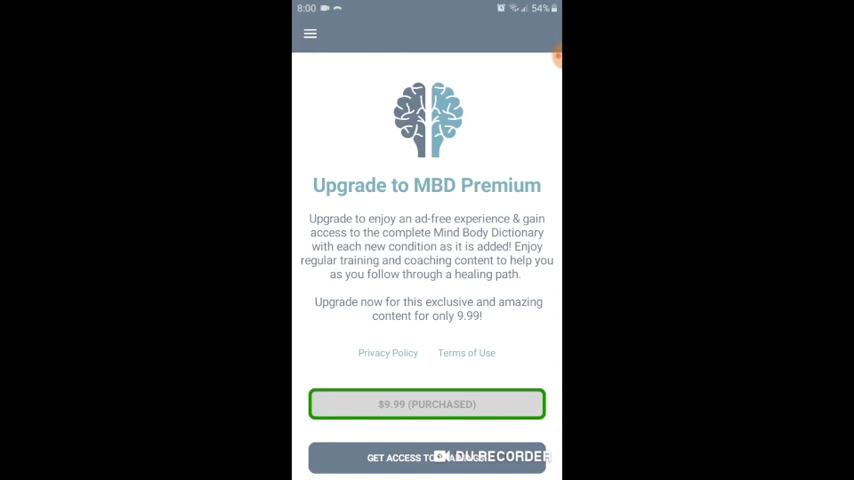 8:00 54%
Upgrade to MBD Premium
Upgrade to enjoy an ad-free experience & gain
access to the complete Mind Body Dictionary
with each new condition as it is added! Enjoy
regular training and coaching content to help you
as you follow through a healing path.
Upgrade now for this exclusive and amazing
content for only 9.99!
Privacy Policy Terms of Use
$9.99 (PURCHASED)
GET ACCESS TO
DU RECORDER